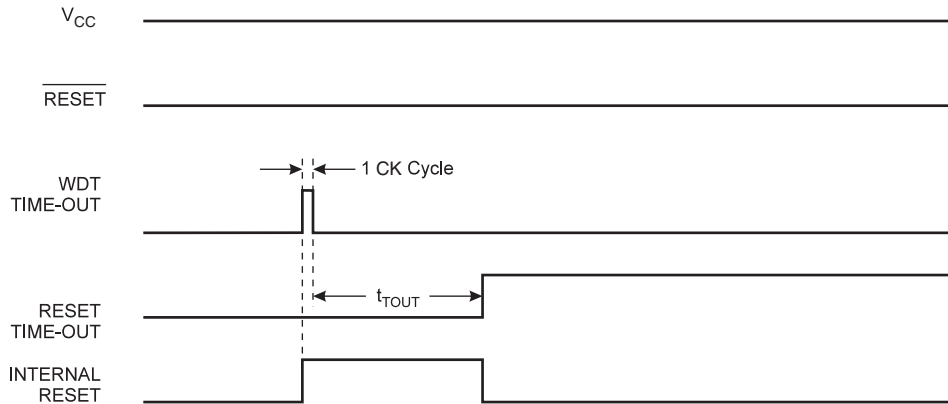 VCC
RESET
1 CK Cycle
WDT
TIME-OUT
tTOUT
RESET
TIME-OUT
INTERNAL
RESET